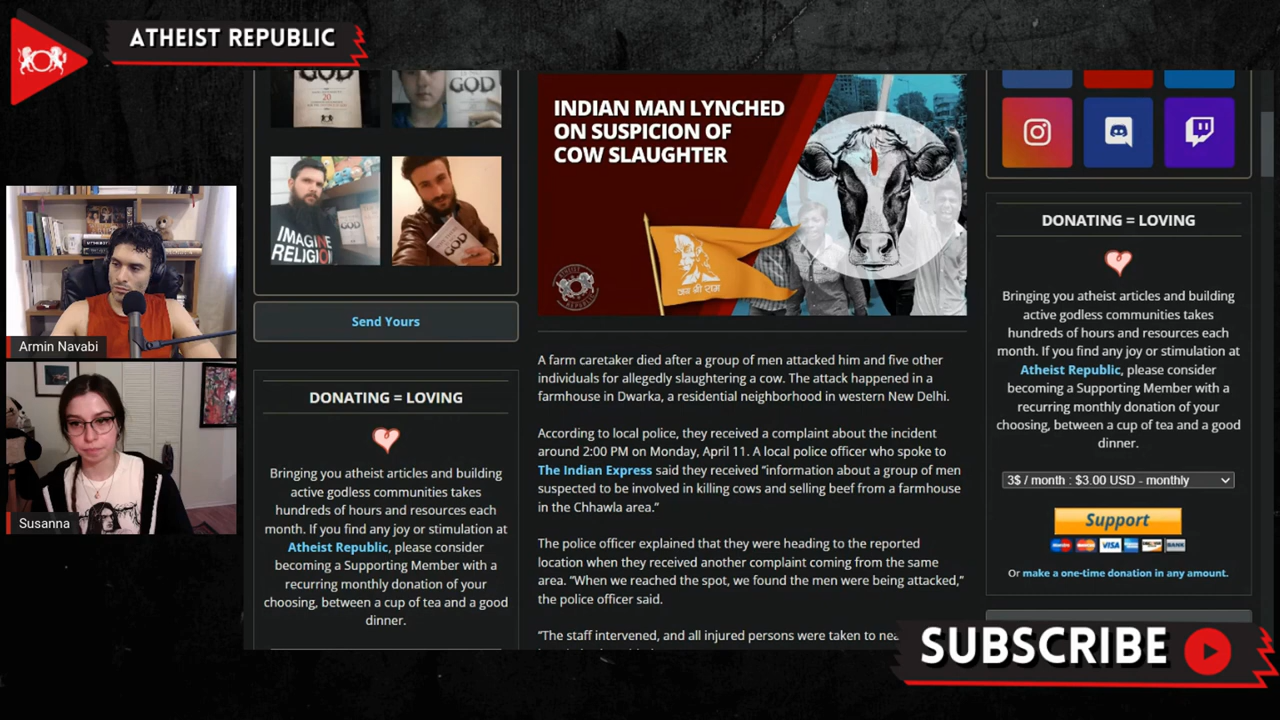 ATHEIST REPUBLIC
GOD
20
GOD
IMAGINE
RELIGION
GOD
Send Yours
DONATING = LOVING
Bringing you atheist articles and building
active godless communities takes
hundreds of hours and resources each
month. If you find any joy or stimulation at
Atheist Republic, please consider
becoming a Supporting Member with a
recurring monthly donation of your
choosing, between a cup of tea and a good
dinner.
INDIAN MAN LYNCHED
ON SUSPICION OF
COW SLAUGHTER
जय श्री राम
ATHEIST
REPUBLIC
A farm caretaker died after a group of men attacked him and five other
individuals for allegedly slaughtering a cow. The attack happened in a
farmhouse in Dwarka, a residential neighborhood in western New Delhi.
According to local police, they received a complaint about the incident
around 2:00 PM on Monday, April 11. A local police officer who spoke to
The Indian Express said they received “information about a group of men
suspected to be involved in killing cows and selling beef from a farmhouse
in the Chhawla area.”
The police officer explained that they were heading to the reported
location when they received another complaint coming from the same
area. “When we reached the spot, we found the men were being attacked,”
the police officer said.
“The staff intervened, and all injured persons were taken to
DONATING = LOVING
Bringing you atheist articles and building
active godless communities takes
hundreds of hours and resources each
month. If you find any joy or stimulation at
Atheist Republic, please consider
becoming a Supporting Member with a
recurring monthly donation of your
choosing, between a cup of tea and a good
dinner.
3$ / month : $3.00 USD - monthly
Support
VISA
BANK
Or make a one-time donation in any amount.
Armin Navabi
Susanna
SUBSCRIBE